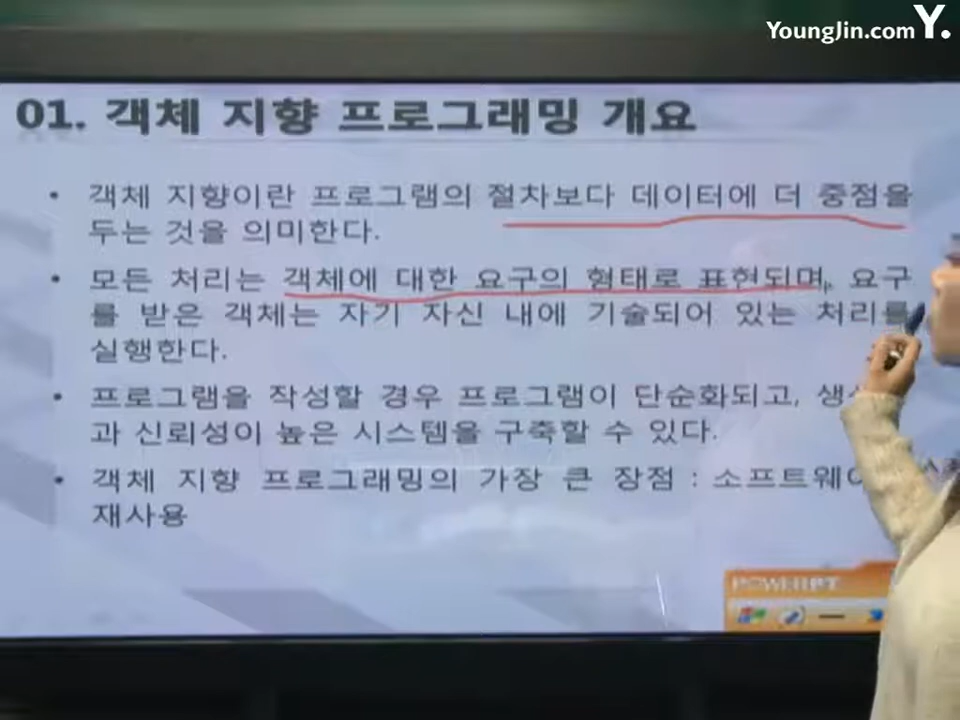 YoungJin.com Y.
01. 객체 지향 프로그래밍 개요
• 객체 지향이란 프로그램의 절차보다 데이터에 더 중점을
두는 것을 의미한다.
• 모든 처리는 객체에 대한 요구의 형태로 표현되며, 요구
를 받은 객체는 자기 자신 내에 기술되어 있는 처리를
실행한다.
• 프로그램을 작성할 경우 프로그램이 단순화되고,
과 신뢰성이 높은 시스템을 구축할 수 있다.
• 객체 지향 프로그래밍의 가장 큰 장점 : 소프트웨어
재사용
POWERPT